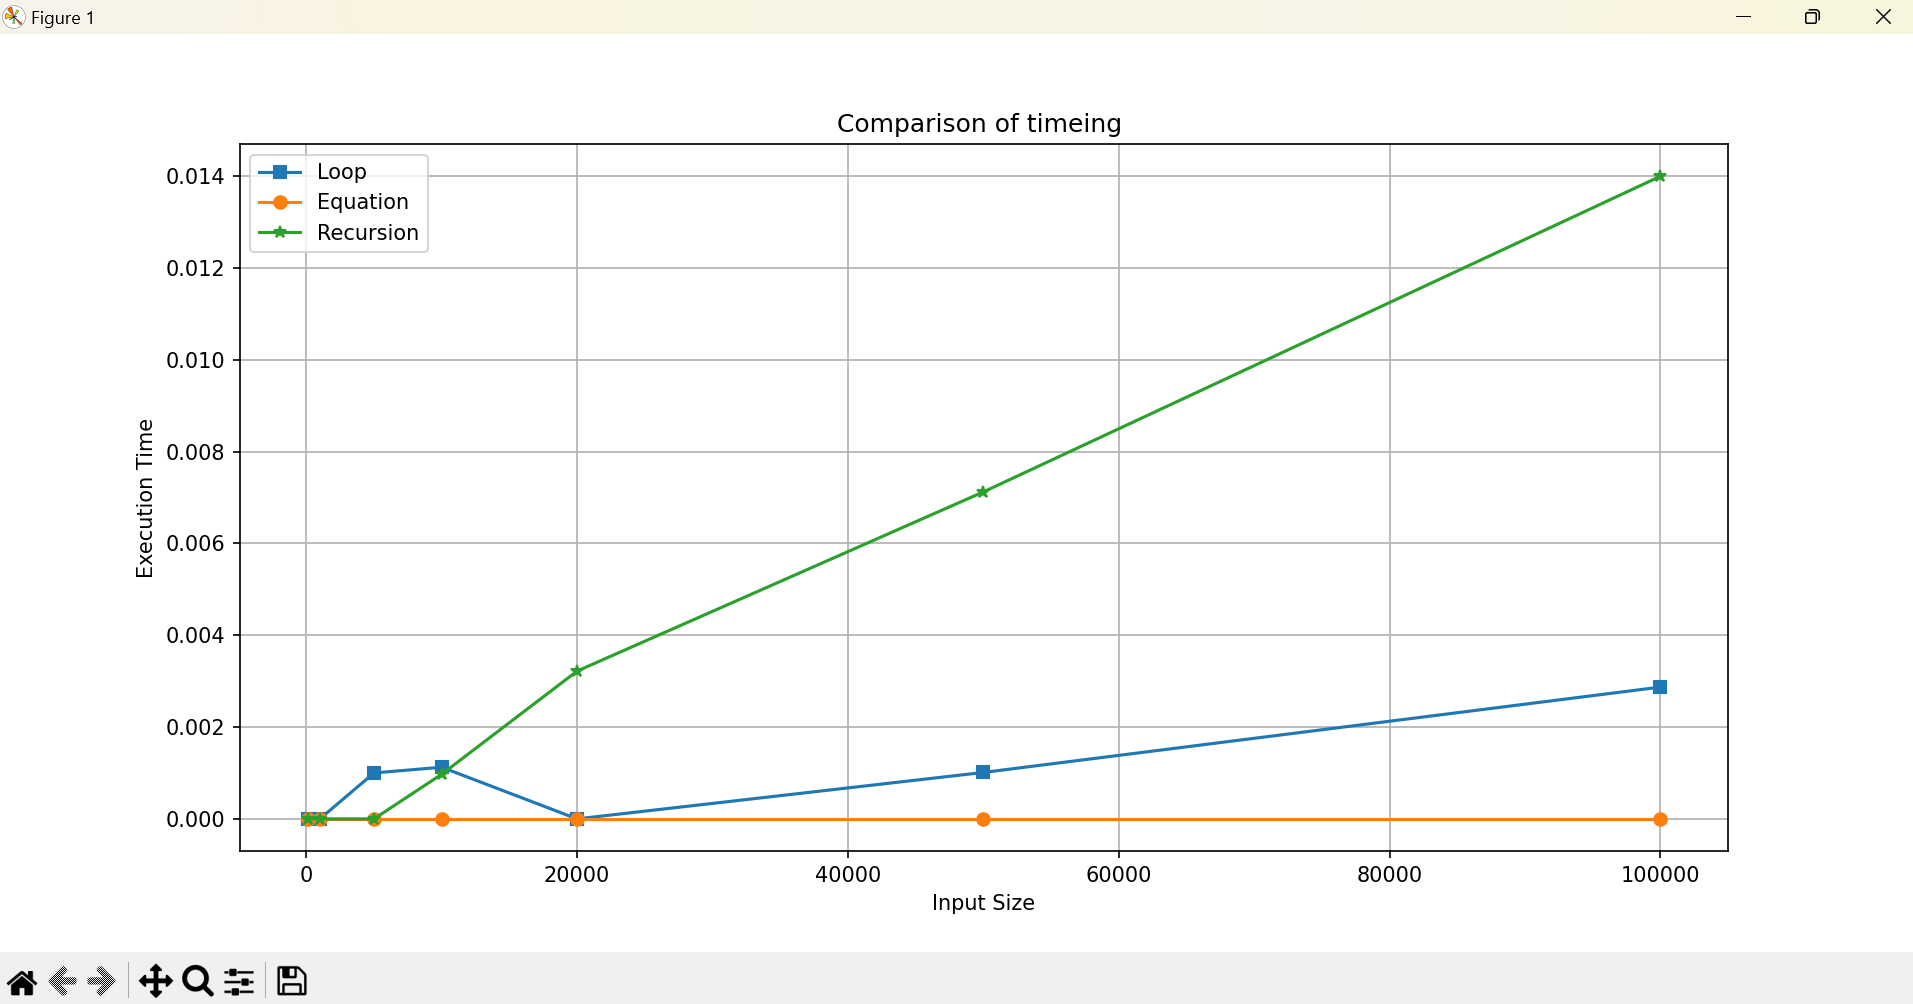 Figure 1
Comparison of timeing
Loop
Equation
Recursion
0.014
0.012
0.010
0.008
0.006
0.004
0.002
0.000
Execution Time
0 20000 40000 60000 80000 100000
Input Size